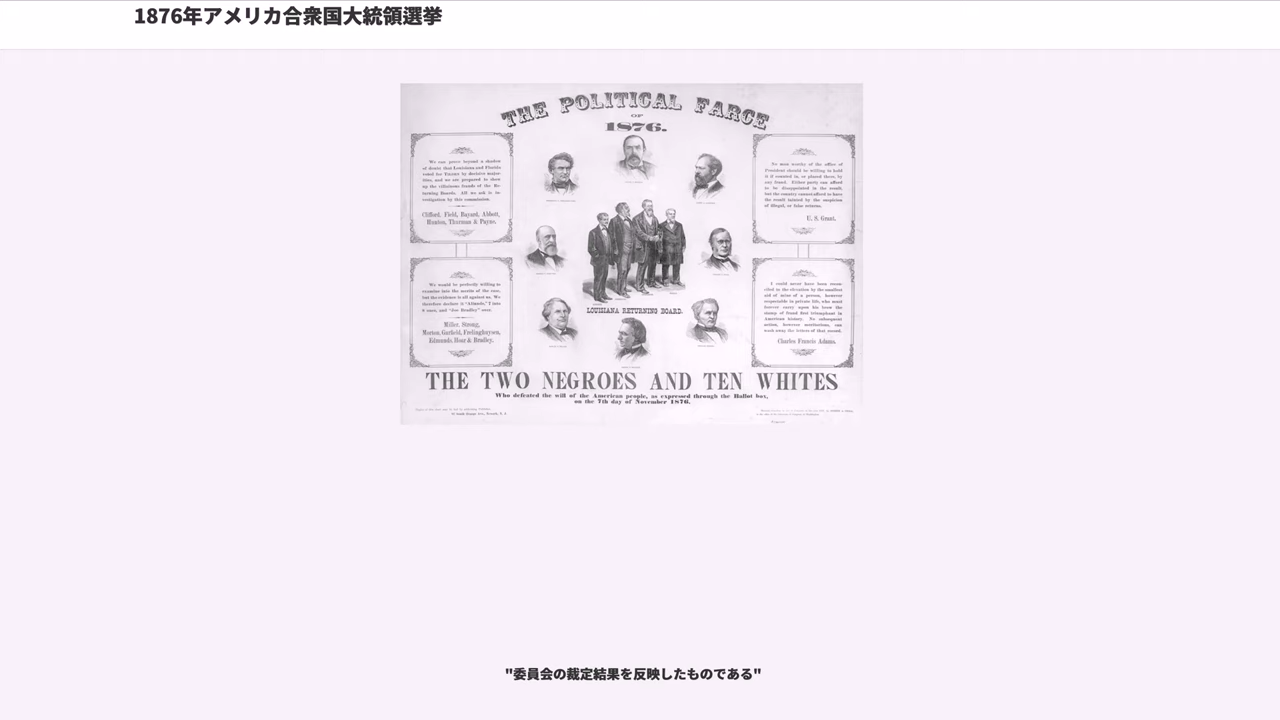 1876年アメリカ合衆国大統領選挙
THE POLITICAL FARCE
OF
1876.
We can prove beyond a shadow
of doubt that Louisiana and Florida
voted for TILDEN by decisive major-
ities, and we are prepared to show
up the villainous frauds of the Re-
turning Boards. All we ask is in-
vestigation by this commission.
Clifford, Field, Bayard, Abbott,
Hunton, Thurman & Payne.
No man worthy of the office of
President should be willing to hold
it if counted in, or placed there, by
any fraud. Either party can afford
to be disappointed in the result,
but the country cannot afford to have
the result tainted by the suspicion
of illegal, or false returns.
U. S. Grant.
We would be perfectly willing to
examine into the merits of the case,
but the evidence is all against us. We
therefore declare it
and "Joe Bradley" over.
Miller, Strong,
Morton, Garfield, Frelinghuysen,
Edmunds, Hoar & Bradley.
I could never have been recon-
ciled to the elevation by the smallest
aid of mine of a person, however
respectable in private life, who must
forever carry upon his brow the
stamp of fraud first triumphant in
American history. No subsequent
action, however meritorious, can
wash away the letters of that record.
Charles Francis Adams.
LOUISIANA RETURNING BOARD.
THE TWO NEGROES AND TEN WHITES
Who defeated the will of the American people, as expressed through the Ballot box,
on the 7th day of November 1876.
"委員会の裁定結果を反映したものである"